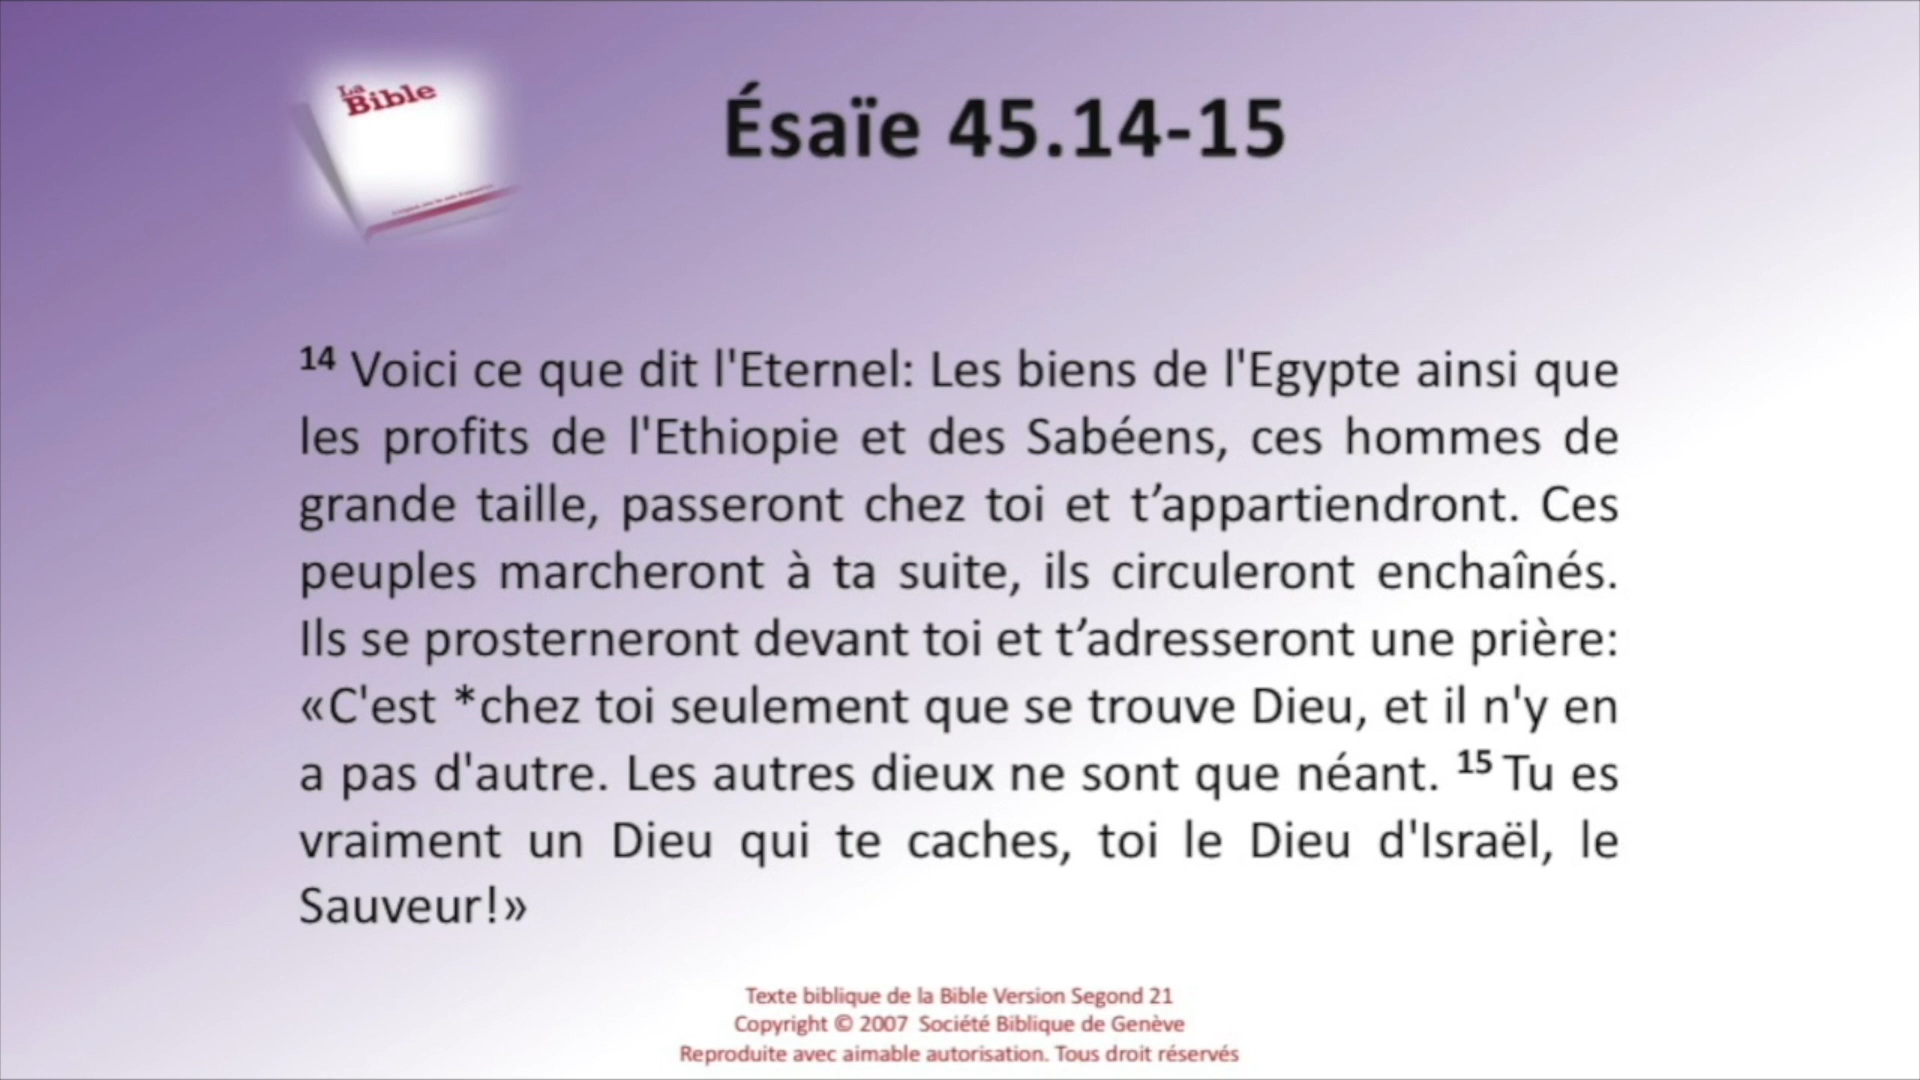 La
Bible
Ésaïe 45.14-15
14 Voici ce que dit l'Eternel: Les biens de l'Egypte ainsi que
les profits de l'Ethiopie et des Sabéens, ces hommes de
grande taille, passeront chez toi et t’appartiendront. Ces
peuples marcheront à ta suite, ils circuleront enchaînés.
Ils se prosterneront devant toi et t’adresseront une prière:
«C'est *chez toi seulement que se trouve Dieu, et il n'y en
a pas d'autre. Les autres dieux ne sont que néant. 15 Tu es
vraiment un Dieu qui te caches, toi le Dieu d'Israël, le
Sauveur!»
Texte biblique de la Bible Version Segond 21
Copyright © 2007 Société Biblique de Genève
Reproduite avec aimable autorisation. Tous droit réservés